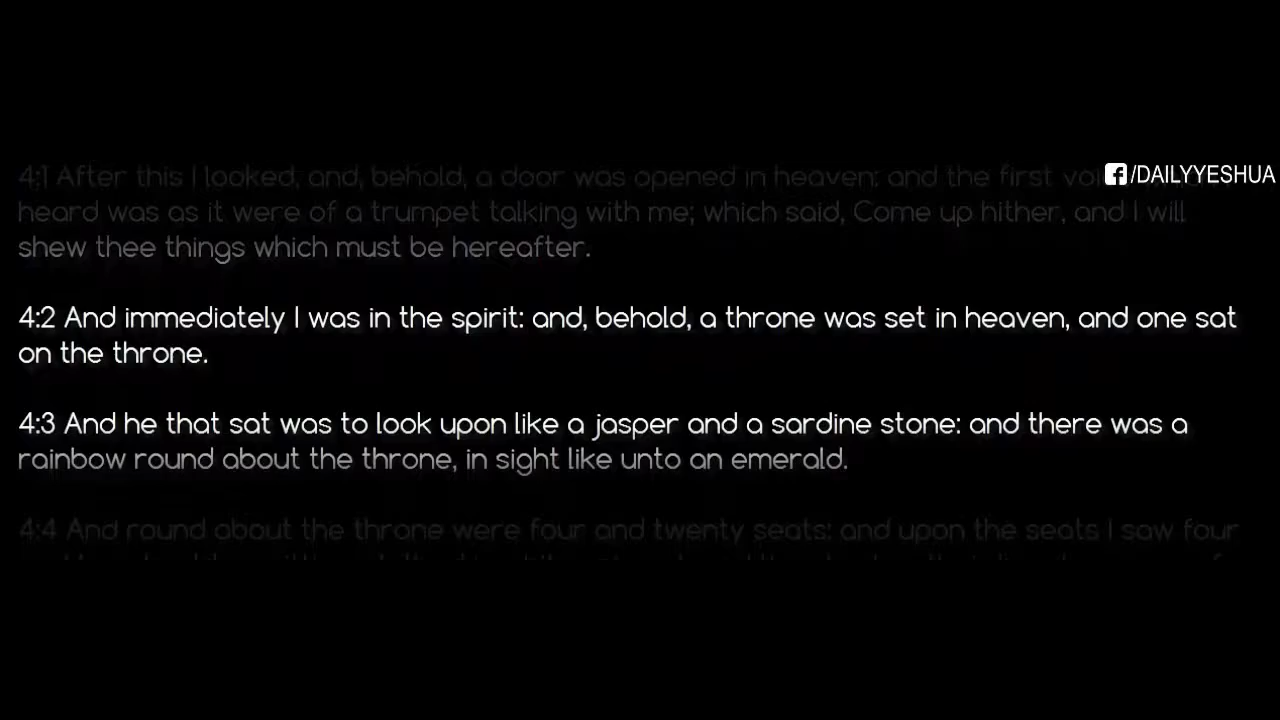 4:1 After this I looked, and, behold, a door was opened in heaven: and the first
/DAILYYESHUA
heard was as it were of a trumpet talking with me; which said, Come up hither, and I will
shew thee things which must be hereafter.
4:2 And immediately I was in the spirit: and, behold, a throne was set in heaven, and one sat
on the throne.
4:3 And he that sat was to look upon like a jasper and a sardine stone: and there was a
rainbow round about the throne, in sight like unto an emerald.
4:4 And round about the throne were four and twenty seats: and upon the seats I saw four